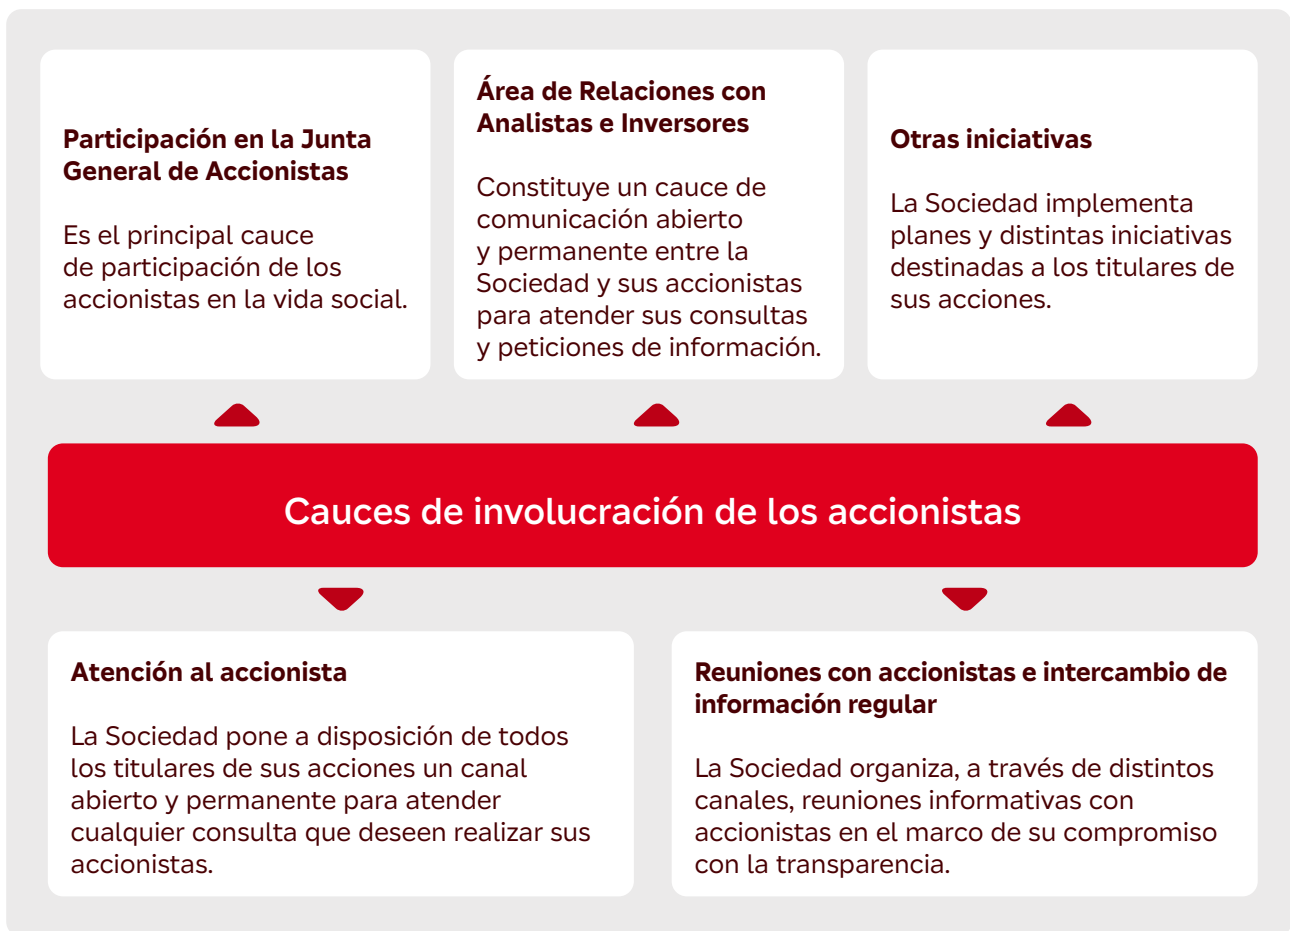 Participación en la Junta
General de Accionistas
Es el principal cauce
de participación de los
accionistas en la vida social.
Área de Relaciones con
Analistas e Inversores
Constituye un cauce de
comunicación abierto
y permanente entre la
Sociedad y sus accionistas
para atender sus consultas
y peticiones de información.
Otras iniciativas
La Sociedad implementa
planes y distintas iniciativas
destinadas a los titulares de
sus acciones.
Cauces de involucración de los accionistas
Atención al accionista
La Sociedad pone a disposición de todos
los titulares de sus acciones un canal
abierto y permanente para atender
cualquier consulta que deseen realizar sus
accionistas.
Reuniones con accionistas e intercambio de
información regular
La Sociedad organiza, a través de distintos
canales, reuniones informativas con
accionistas en el marco de su compromiso
con la transparencia.